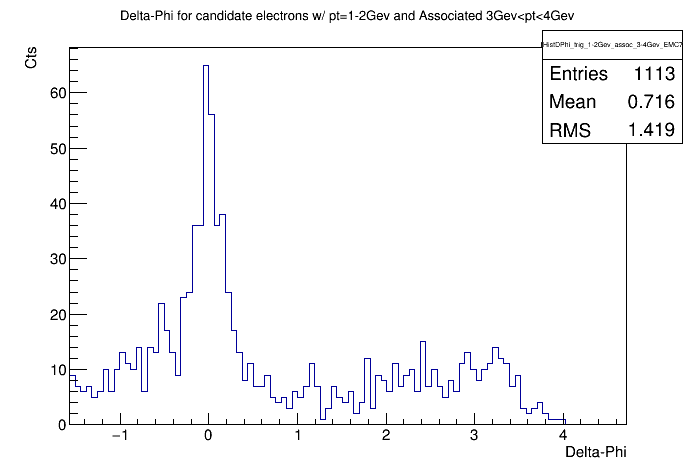 Delta-Phi for candidate electrons w/ pt=1-2Gev and Associated 3Gev<pt<4Gev
HistDPhi_trig_1-2Gev_assoc_3-4Gev_EMC7
Entries 1113
Mean 0.716
RMS 1.419
Cts
60
50
40
30
20
10
0
−1 0 1 2 3 4
Delta-Phi